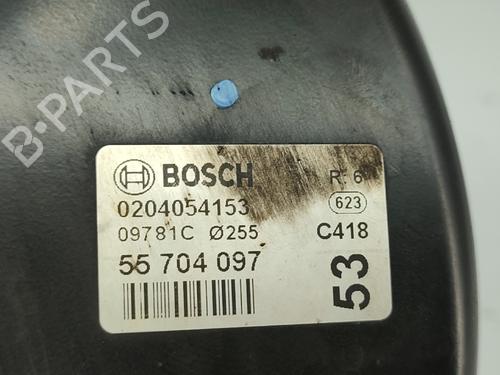 B-PARTS
BOSCH R. 6
0204054153 623
09781C Ø255 C418
55 704 097
53